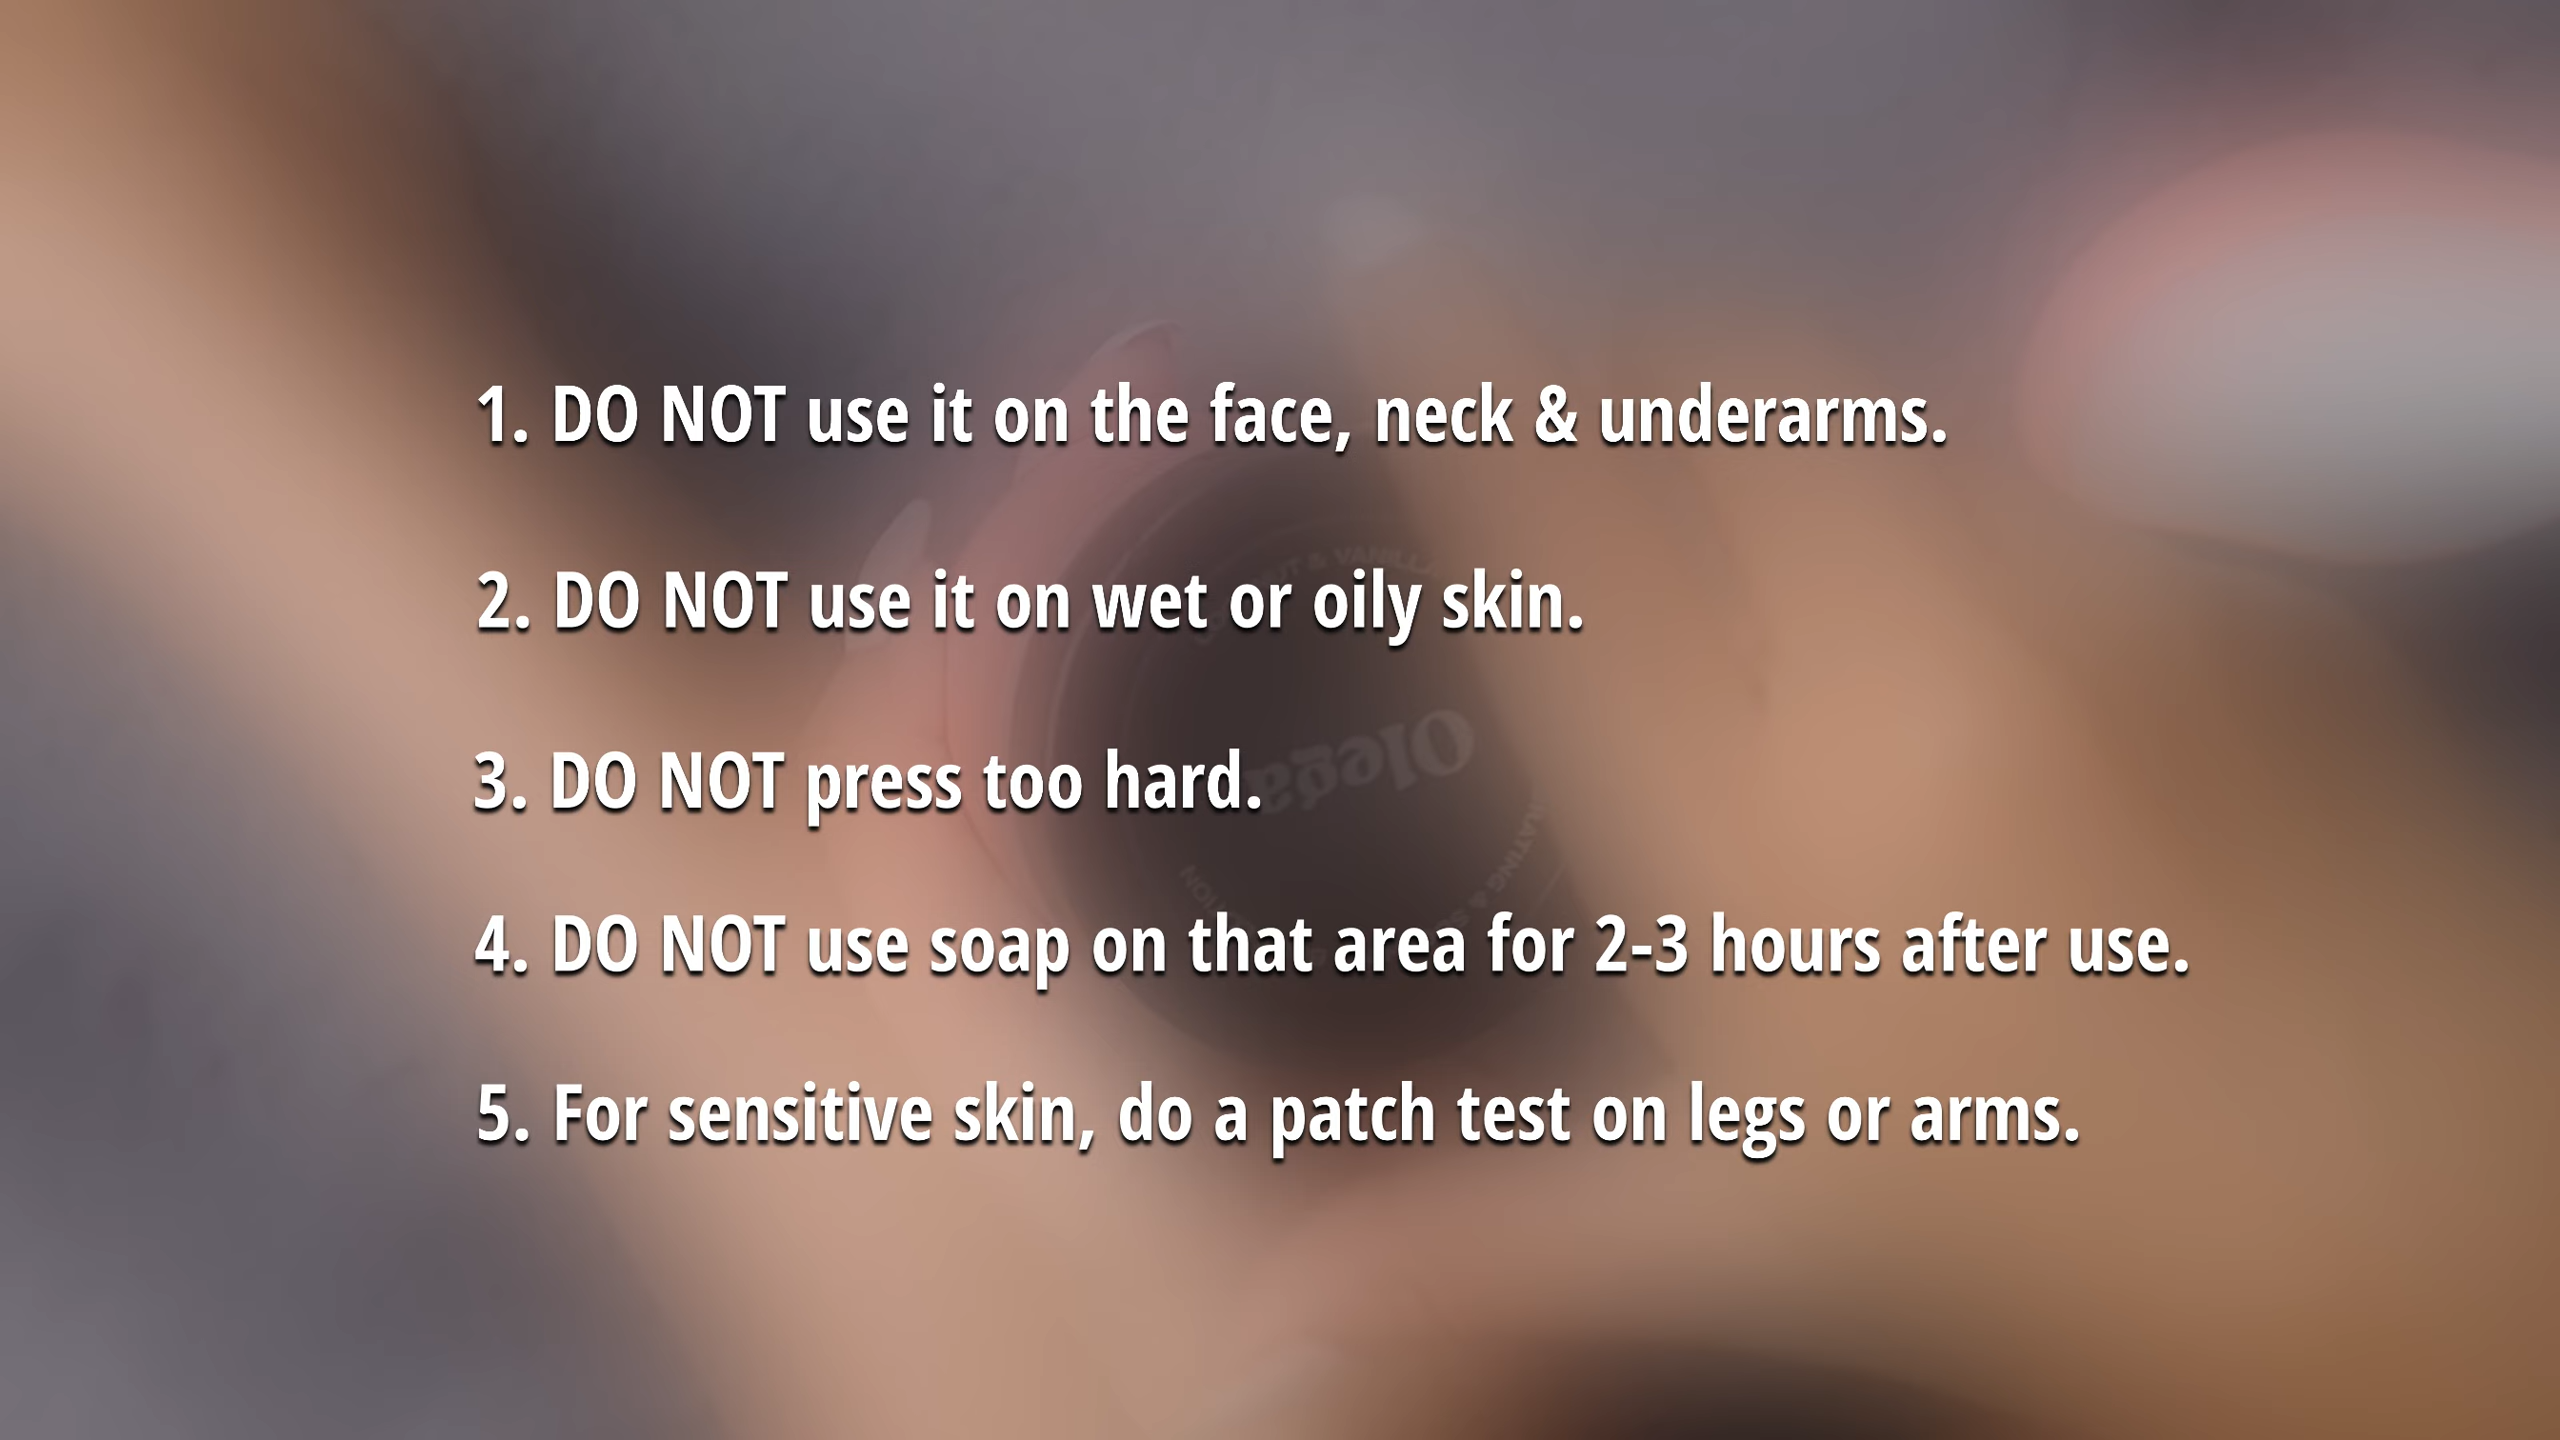 1. DO NOT use it on the face, neck & underarms.
2. DO NOT use it on wet or oily skin.
3. DO NOT press too hard.
4. DO NOT use soap on that area for 2-3 hours after use.
5. For sensitive skin, do a patch test on legs or arms.
& VANILLA
Olega